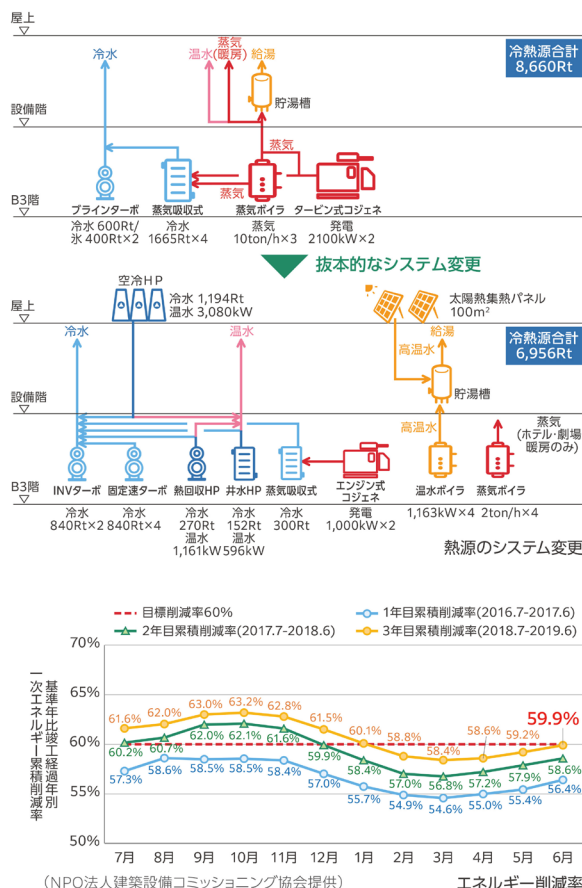 屋上
冷水
温水
蒸気
(暖房)
給湯
冷熱源合計
8,660Rt
貯湯槽
設備階
蒸気
蒸気
B3階
ブラインターボ
蒸気吸収式
蒸気ボイラ
タービン式コジェネ
冷水 600Rt/
氷 400Rt×2
冷水
1665Rt×4
蒸気
10ton/h×3
発電
2100kW×2
抜本的なシステム変更
空冷HP
冷水 1,194Rt
温水 3,080kW
太陽熱集熱パネル
100m²
屋上
冷水
温水
高温水
給湯
冷熱源合計
6,956Rt
貯湯槽
設備階
高温水
蒸気
(ホテル・劇場
暖房のみ)
B3階
INVターボ
固定速ターボ
熱回収HP
井水HP
蒸気吸収式
エンジン式
コジェネ
温水ボイラ
蒸気ボイラ
冷水
840Rt×2
冷水
840Rt×4
冷水
270Rt
温水
1,161kW
冷水
152Rt
温水
596kW
冷水
300Rt
発電
1,000kW×2
1,163kW×4
2ton/h×4
熱源のシステム変更
目標削減率60%
1年目累積削減率(2016.7-2017.6)
2年目累積削減率(2017.7-2018.6)
3年目累積削減率(2018.7-2019.6)
基準年比竣工経過年別
一次エネルギー累積削減率
70%
65%
60%
55%
50%
61.6% 62.0% 63.0% 63.2% 62.8% 61.5% 60.1% 58.8% 58.4% 58.6% 59.2% 59.9%
60.2% 60.7% 62.0% 62.1% 61.6% 59.9% 58.4% 57.0% 56.8% 57.2% 57.9% 58.6%
57.3% 58.6% 58.5% 58.5% 58.4% 57.0% 55.7% 54.9% 54.6% 55.0% 55.4% 56.4%
7月 8月 9月 10月 11月 12月 1月 2月 3月 4月 5月 6月
(NPO法人建築設備コミッショニング協会提供)
エネルギー削減率